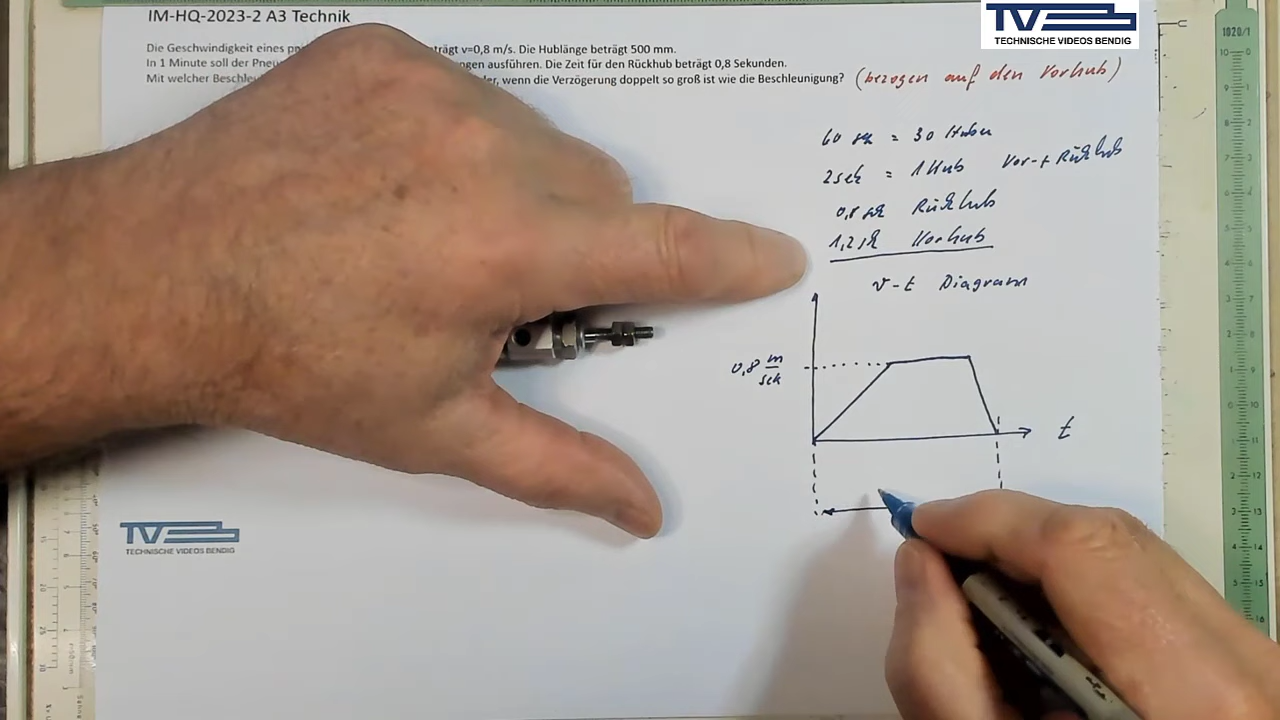 IM-HQ-2023-2 A3 Technik
TVB
TECHNISCHE VIDEOS BENDIG
Die Geschwindigkeit eines trägt v=0,8 m/s. Die Hublänge beträgt 500 mm.
In 1 Minute soll der ausführen. Die Zeit für den Rückhub beträgt 0,8 Sekunden.
Mit welcher wenn die Verzögerung doppelt so groß ist wie die Beschleunigung? (bezogen auf den Vorhub)
60 sek = 30 Hübe
2 sek = 1 Hub Vor-+Rückhub
0,8 sek Rückhub
1,2 sek Vorhub
v-t Diagramm
0,8 m/sek
t
TVB
TECHNISCHE VIDEOS BENDIG
1020/1